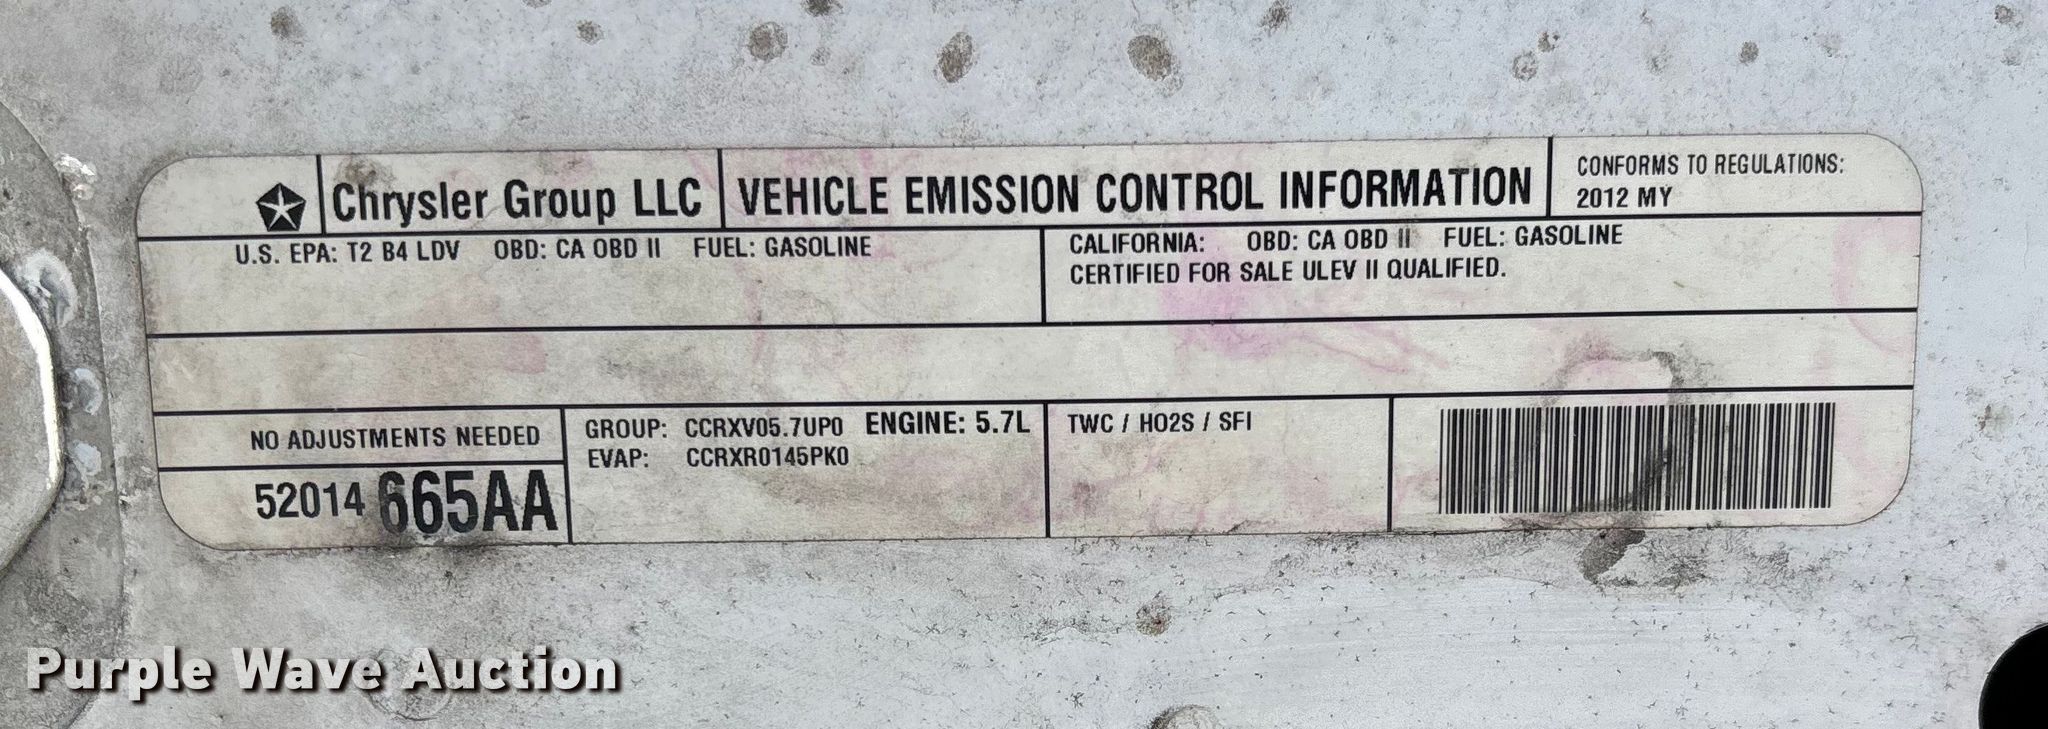 Chrysler Group LLC
VEHICLE EMISSION CONTROL INFORMATION
CONFORMS TO REGULATIONS:
2012 MY
U.S. EPA: T2 B4 LDV OBD: CA OBD II FUEL: GASOLINE
CALIFORNIA: OBD: CA OBD II FUEL: GASOLINE
CERTIFIED FOR SALE ULEV II QUALIFIED.
NO ADJUSTMENTS NEEDED
52014 665AA
GROUP: CCRXV05.7UP0 ENGINE: 5.7L
EVAP: CCRXR0145PK0
TWC / HO2S / SFI
Purple Wave Auction